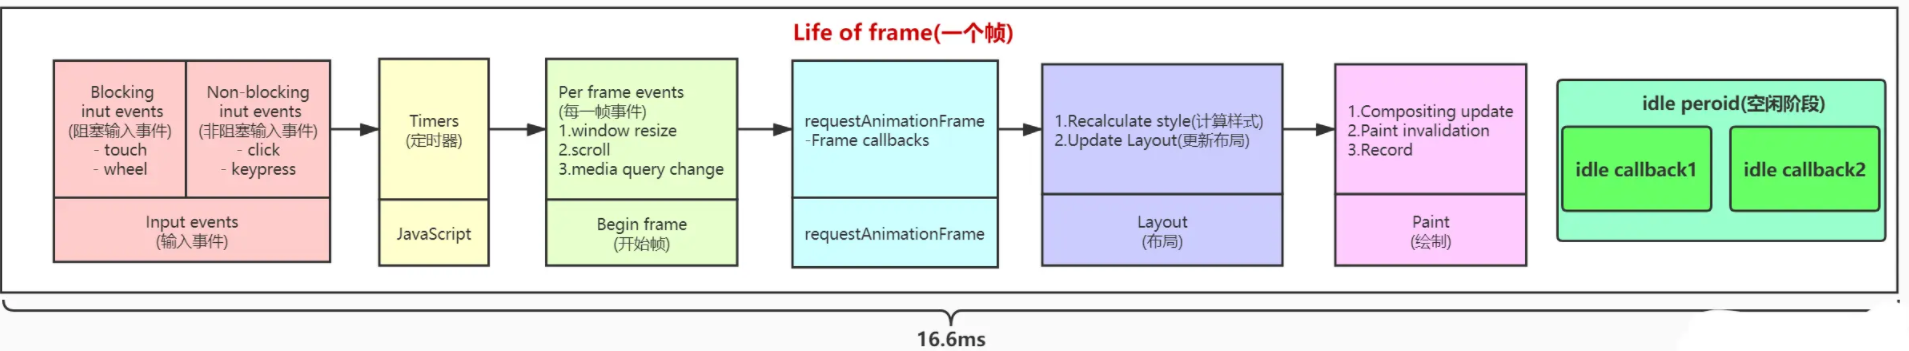 Life of frame(一个帧)
Blocking
inut events
(阻塞输入事件)
- touch
- wheel
Non-blocking
inut events
(非阻塞输入事件)
- click
- keypress
Input events
(输入事件)
Timers
(定时器)
JavaScript
Per frame events
(每一帧事件)
1.window resize
2.scroll
3.media query change
Begin frame
(开始帧)
requestAnimationFrame
-Frame callbacks
requestAnimationFrame
1.Recalculate style(计算样式)
2.Update Layout(更新布局)
Layout
(布局)
1.Compositing update
2.Paint invalidation
3.Record
Paint
(绘制)
idle peroid(空闲阶段)
idle callback1
idle callback2
16.6ms